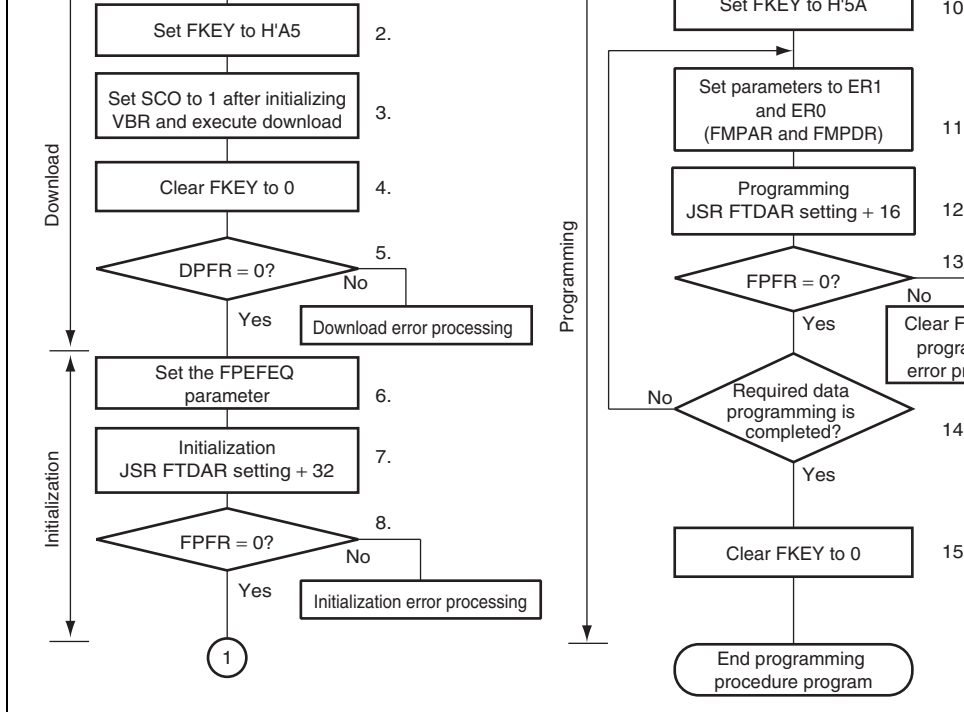 Set FKEY to H'A5
2.
Set SCO to 1 after initializing
VBR and execute download
3.
Clear FKEY to 0
4.
Download
5.
DPFR = 0?
No
Yes
Download error processing
Set the FPEFEQ
parameter
6.
Initialization
JSR FTDAR setting + 32
7.
Initialization
8.
FPFR = 0?
No
Yes
Initialization error processing
1
Set FKEY to H'5A
10
Set parameters to ER1
and ER0
(FMPAR and FMPDR)
11
Programming
JSR FTDAR setting + 16
12
Programming
13
FPFR = 0?
No
Yes
Clear
error
Required data
programming is
completed?
No
14
Yes
Clear FKEY to 0
15
End programming
procedure program